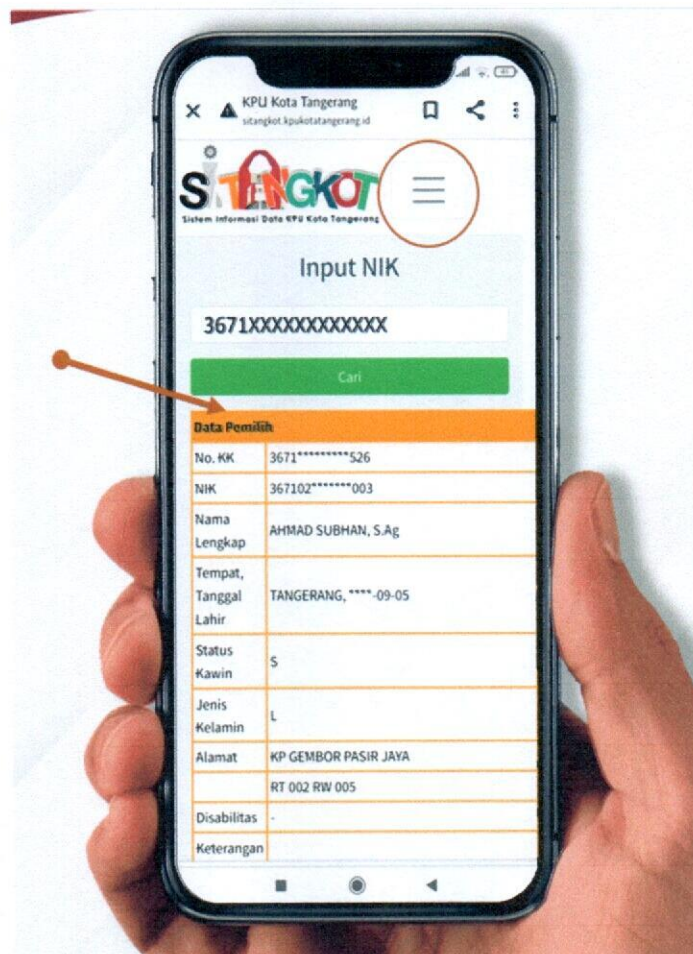 KPU Kota Tangerang
sitangkot.kpukotatangerang.id
SITANGKOT
Sistem Informasi Data KPU Kota Tangerang
Input NIK
3671XXXXXXXXXXXX
Cari
Data Pemilih
No. KK 3671*********526
NIK 367102*******003
Nama
Lengkap
AHMAD SUBHAN, S.Ag
Tempat,
Tanggal
Lahir
TANGERANG, ****-09-05
Status
Kawin
S
Jenis
Kelamin
L
Alamat KP GEMBOR PASIR JAYA
RT 002 RW 005
Disabilitas -
Keterangan